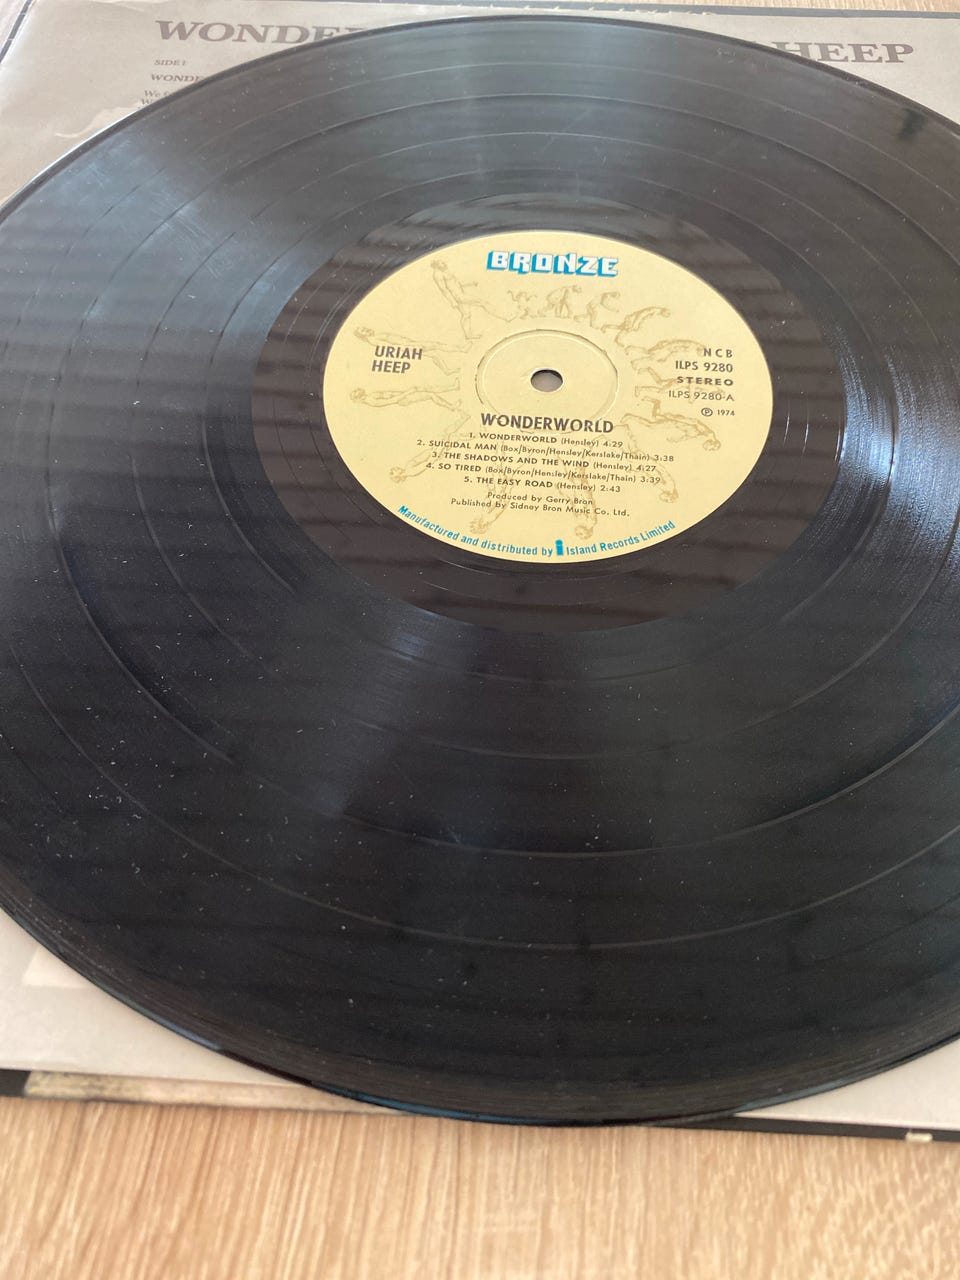 WONDE HEEP
SIDE 1
WONDE
BRONZE
URIAH
HEEP
NCB
ILPS 9280
STEREO
ILPS 9280-A
Ⓟ 1974
WONDERWORLD
1. WONDERWORLD (Hensley) 4:29
2. SUICIDAL MAN (Box/Byron/Hensley/Kerslake/Thain) 3:38
3. THE SHADOWS AND THE WIND (Hensley) 4:27
4. SO TIRED (Box/Byron/Hensley/Kerslake/Thain) 3:39
5. THE EASY ROAD (Hensley) 2:43
Produced by Gerry Bron
Published by Sidney Bron Music Co. Ltd.
Manufactured and distributed by Island Records Limited